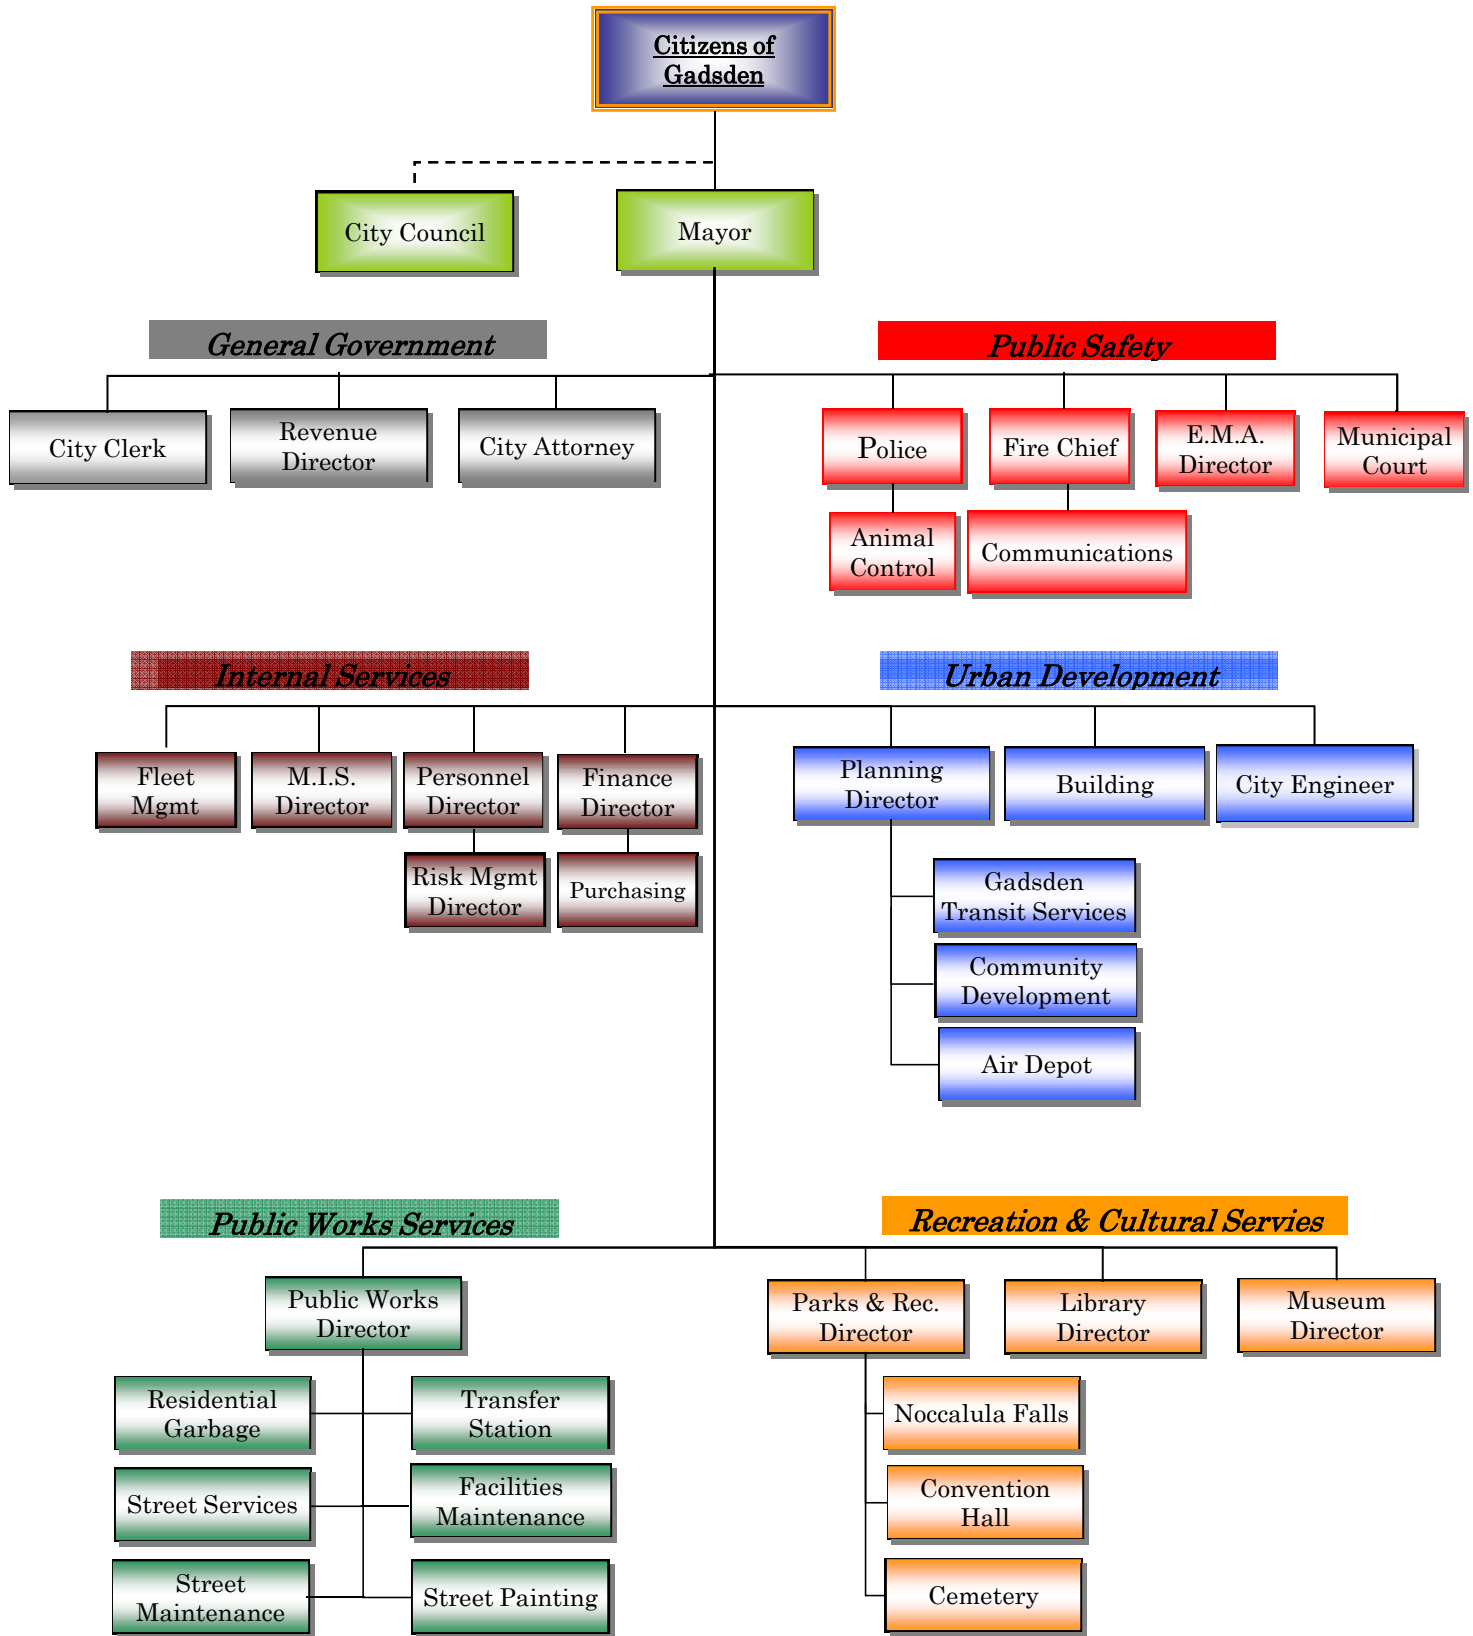 Citizens of
Gadsden
City Council
Mayor
General Government
Public Safety
City Clerk
Revenue
Director
City Attorney
Police
Fire Chief
E.M.A.
Director
Municipal
Court
Animal
Control
Communications
Internal Services
Urban Development
Fleet
Mgmt
M.I.S.
Director
Personnel
Director
Finance
Director
Planning
Director
Building
City Engineer
Risk Mgmt
Director
Purchasing
Gadsden
Transit Services
Community
Development
Air Depot
Public Works Services
Recreation & Cultural Servies
Public Works
Director
Parks & Rec.
Director
Library
Director
Museum
Director
Residential
Garbage
Transfer
Station
Noccalula Falls
Street Services
Facilities
Maintenance
Convention
Hall
Street
Maintenance
Street Painting
Cemetery